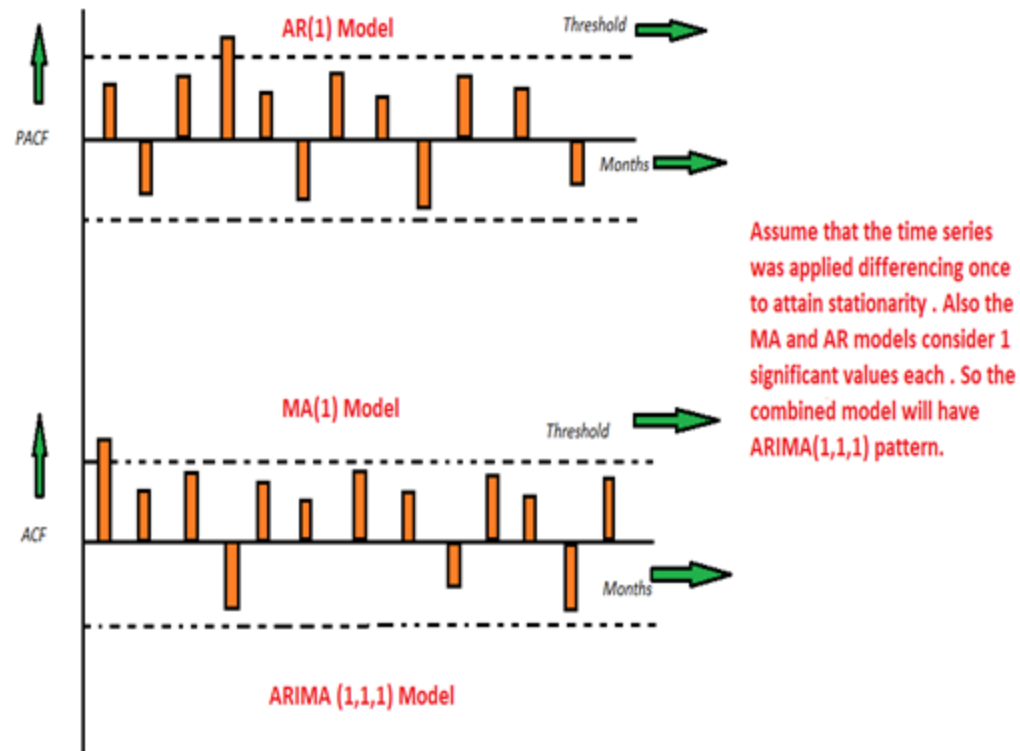 AR(1) Model
Threshold
PACF
Months
Assume that the time series
was applied differencing once
to attain stationarity . Also the
MA and AR models consider 1
significant values each . So the
combined model will have
ARIMA(1,1,1) pattern.
MA(1) Model
Threshold
ACF
Months
ARIMA (1,1,1) Model